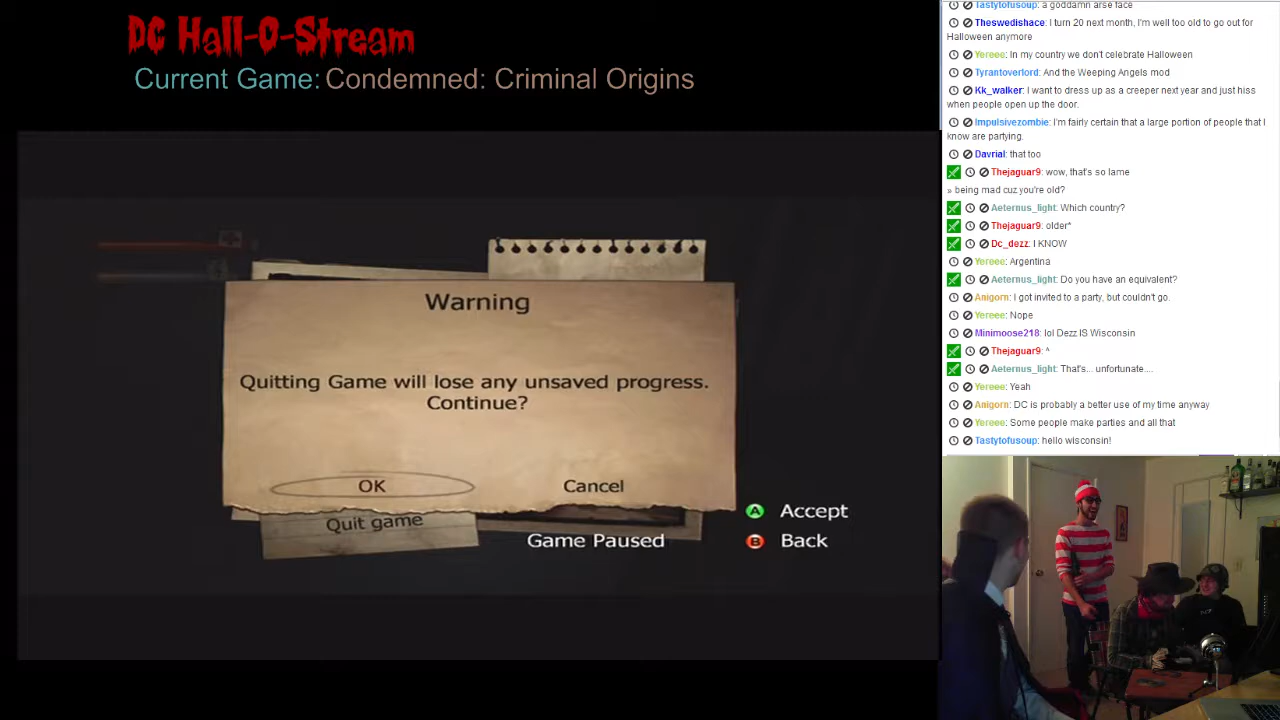 DC Hall-O-Stream
Current Game: Condemned: Criminal Origins
Warning
Quitting Game will lose any unsaved progress.
Continue?
OK
Cancel
Quit game
Game Paused
A Accept
B Back
Tastytofusoup: a goddamn arse face
Theswedishace: I turn 20 next month, I'm well too old to go out for
Halloween anymore
Yereee: In my country we don't celebrate Halloween
Tyrantoverlord: And the Weeping Angels mod
Kk_walker: I want to dress up as a creeper next year and just hiss
when people open up the door.
Impulsivezombie: I'm fairly certain that a large portion of people that I
know are partying.
Davrial: that too
Thejaguar9: wow, that's so lame
» being mad cuz you're old?
Aeternus_light: Which country?
Thejaguar9: older*
Dc_dezz: I KNOW
Yereee: Argentina
Aeternus_light: Do you have an equivalent?
Anigorn: I got invited to a party, but couldn't go.
Yereee: Nope
Minimoose218: lol Dezz IS Wisconsin
Thejaguar9: ^
Aeternus_light: That's... unfortunate....
Yereee: Yeah
Anigorn: DC is probably a better use of my time anyway
Yereee: Some people make parties and all that
Tastytofusoup: hello wisconsin!